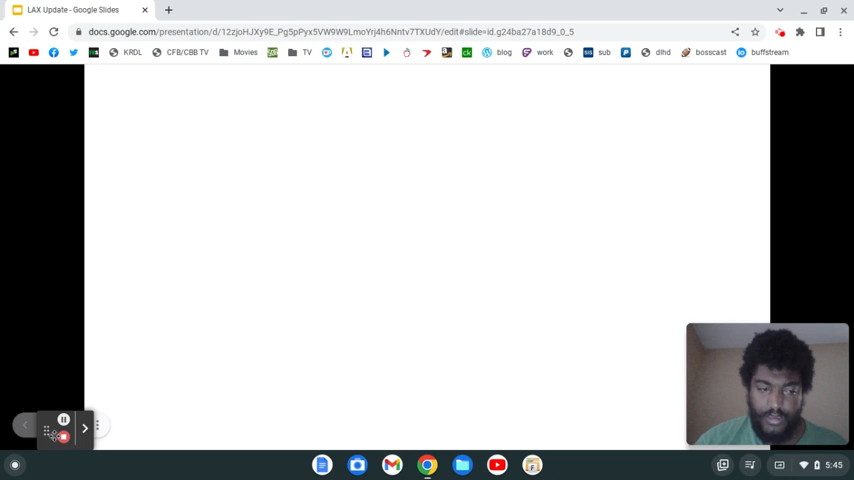 LAX Update - Google Slides
docs.google.com/presentation/d/12zjoHJXy9E_Pg5pPyx5VW9W9LmoYrj4h6Nntv7TXUdY/edit#slide=id.g24ba27a18d9_0_5
KRDL CFB/CBB TV Movies TV blog work sub dlhd bosscast buffstream
5:45